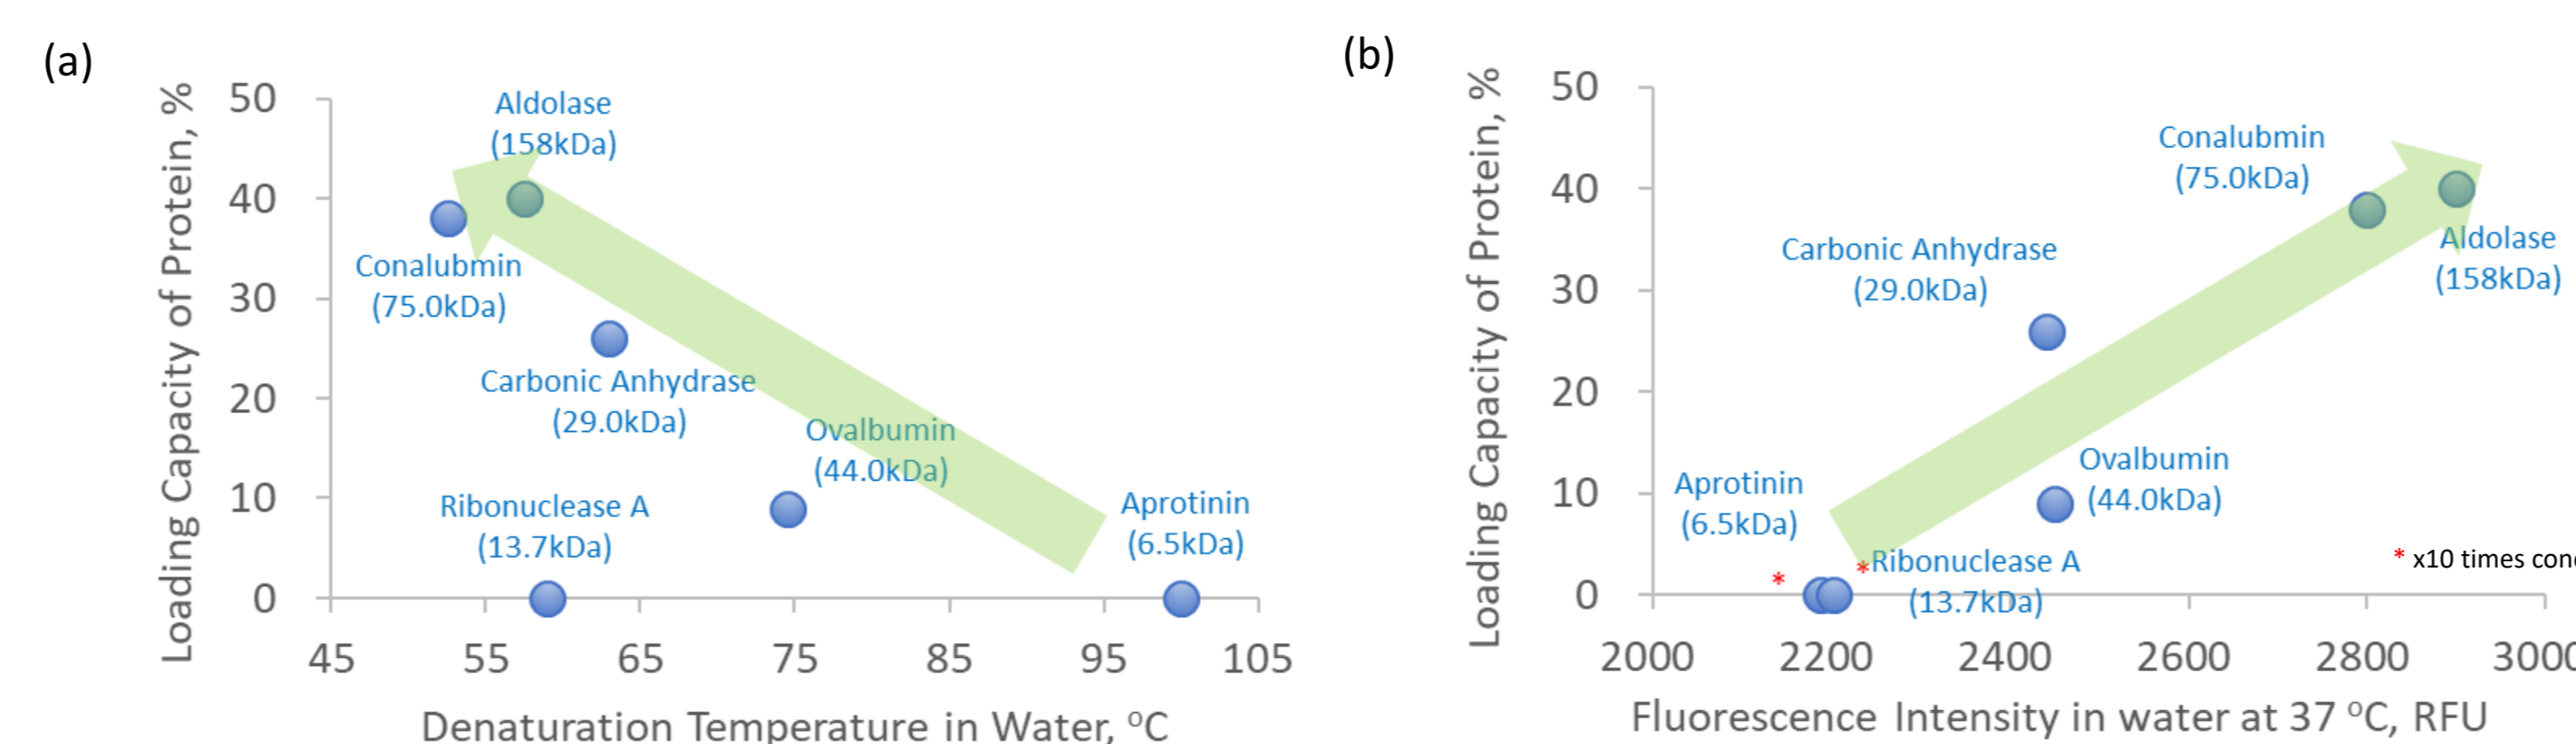 (a)
Loading Capacity of Protein, %
50
40
30
20
10
0
Aldolase
(158kDa)
Conalubmin
(75.0kDa)
Carbonic Anhydrase
(29.0kDa)
Ovalbumin
(44.0kDa)
Ribonuclease A
(13.7kDa)
Aprotinin
(6.5kDa)
45 55 65 75 85 95 105
Denaturation Temperature in Water, ⁰C
(b)
Loading Capacity of Protein, %
50
40
30
20
10
0
Conalubmin
(75.0kDa)
Aldolase
(158kDa)
Carbonic Anhydrase
(29.0kDa)
Ovalbumin
(44.0kDa)
Aprotinin
(6.5kDa)
*
* Ribonuclease A
(13.7kDa)
* x10 times
2000 2200 2400 2600 2800 3000
Fluorescence Intensity in water at 37 ⁰C, RFU